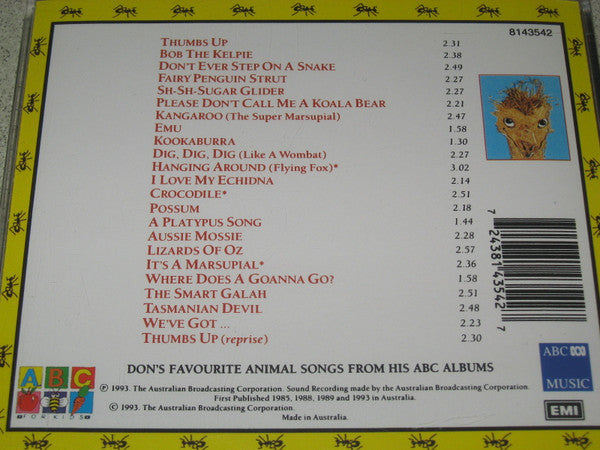 8143542
THUMBS UP 2.31
BOB THE KELPIE 2.38
DON'T EVER STEP ON A SNAKE 2.49
FAIRY PENGUIN STRUT 2.27
SH-SH-SUGAR GLIDER 2.27
PLEASE DON'T CALL ME A KOALA BEAR 2.21
KANGAROO (The Super Marsupial) 2.47
EMU 1.58
KOOKABURRA 1.30
DIG, DIG, DIG (Like A Wombat) 2.27
HANGING AROUND (Flying Fox)* 3.02
I LOVE MY ECHIDNA 2.14
CROCODILE* 2.51
POSSUM 2.18
A PLATYPUS SONG 1.44
AUSSIE MOSSIE 2.28
LIZARDS OF OZ 2.57
IT'S A MARSUPIAL* 2.36
WHERE DOES A GOANNA GO? 1.58
THE SMART GALAH 2.51
TASMANIAN DEVIL 2.48
WE'VE GOT ... 2.23
THUMBS UP (reprise) 2.30
7 24381 43542 7
DON'S FAVOURITE ANIMAL SONGS FROM HIS ABC ALBUMS
ABC
FOR KIDS
℗ 1993. The Australian Broadcasting Corporation. Sound Recording made by the Australian Broadcasting Corporation.
First Published 1985, 1988, 1989 and 1993 in Australia.
© 1993. The Australian Broadcasting Corporation.
Made in Australia.
ABC
MUSIC
EMI